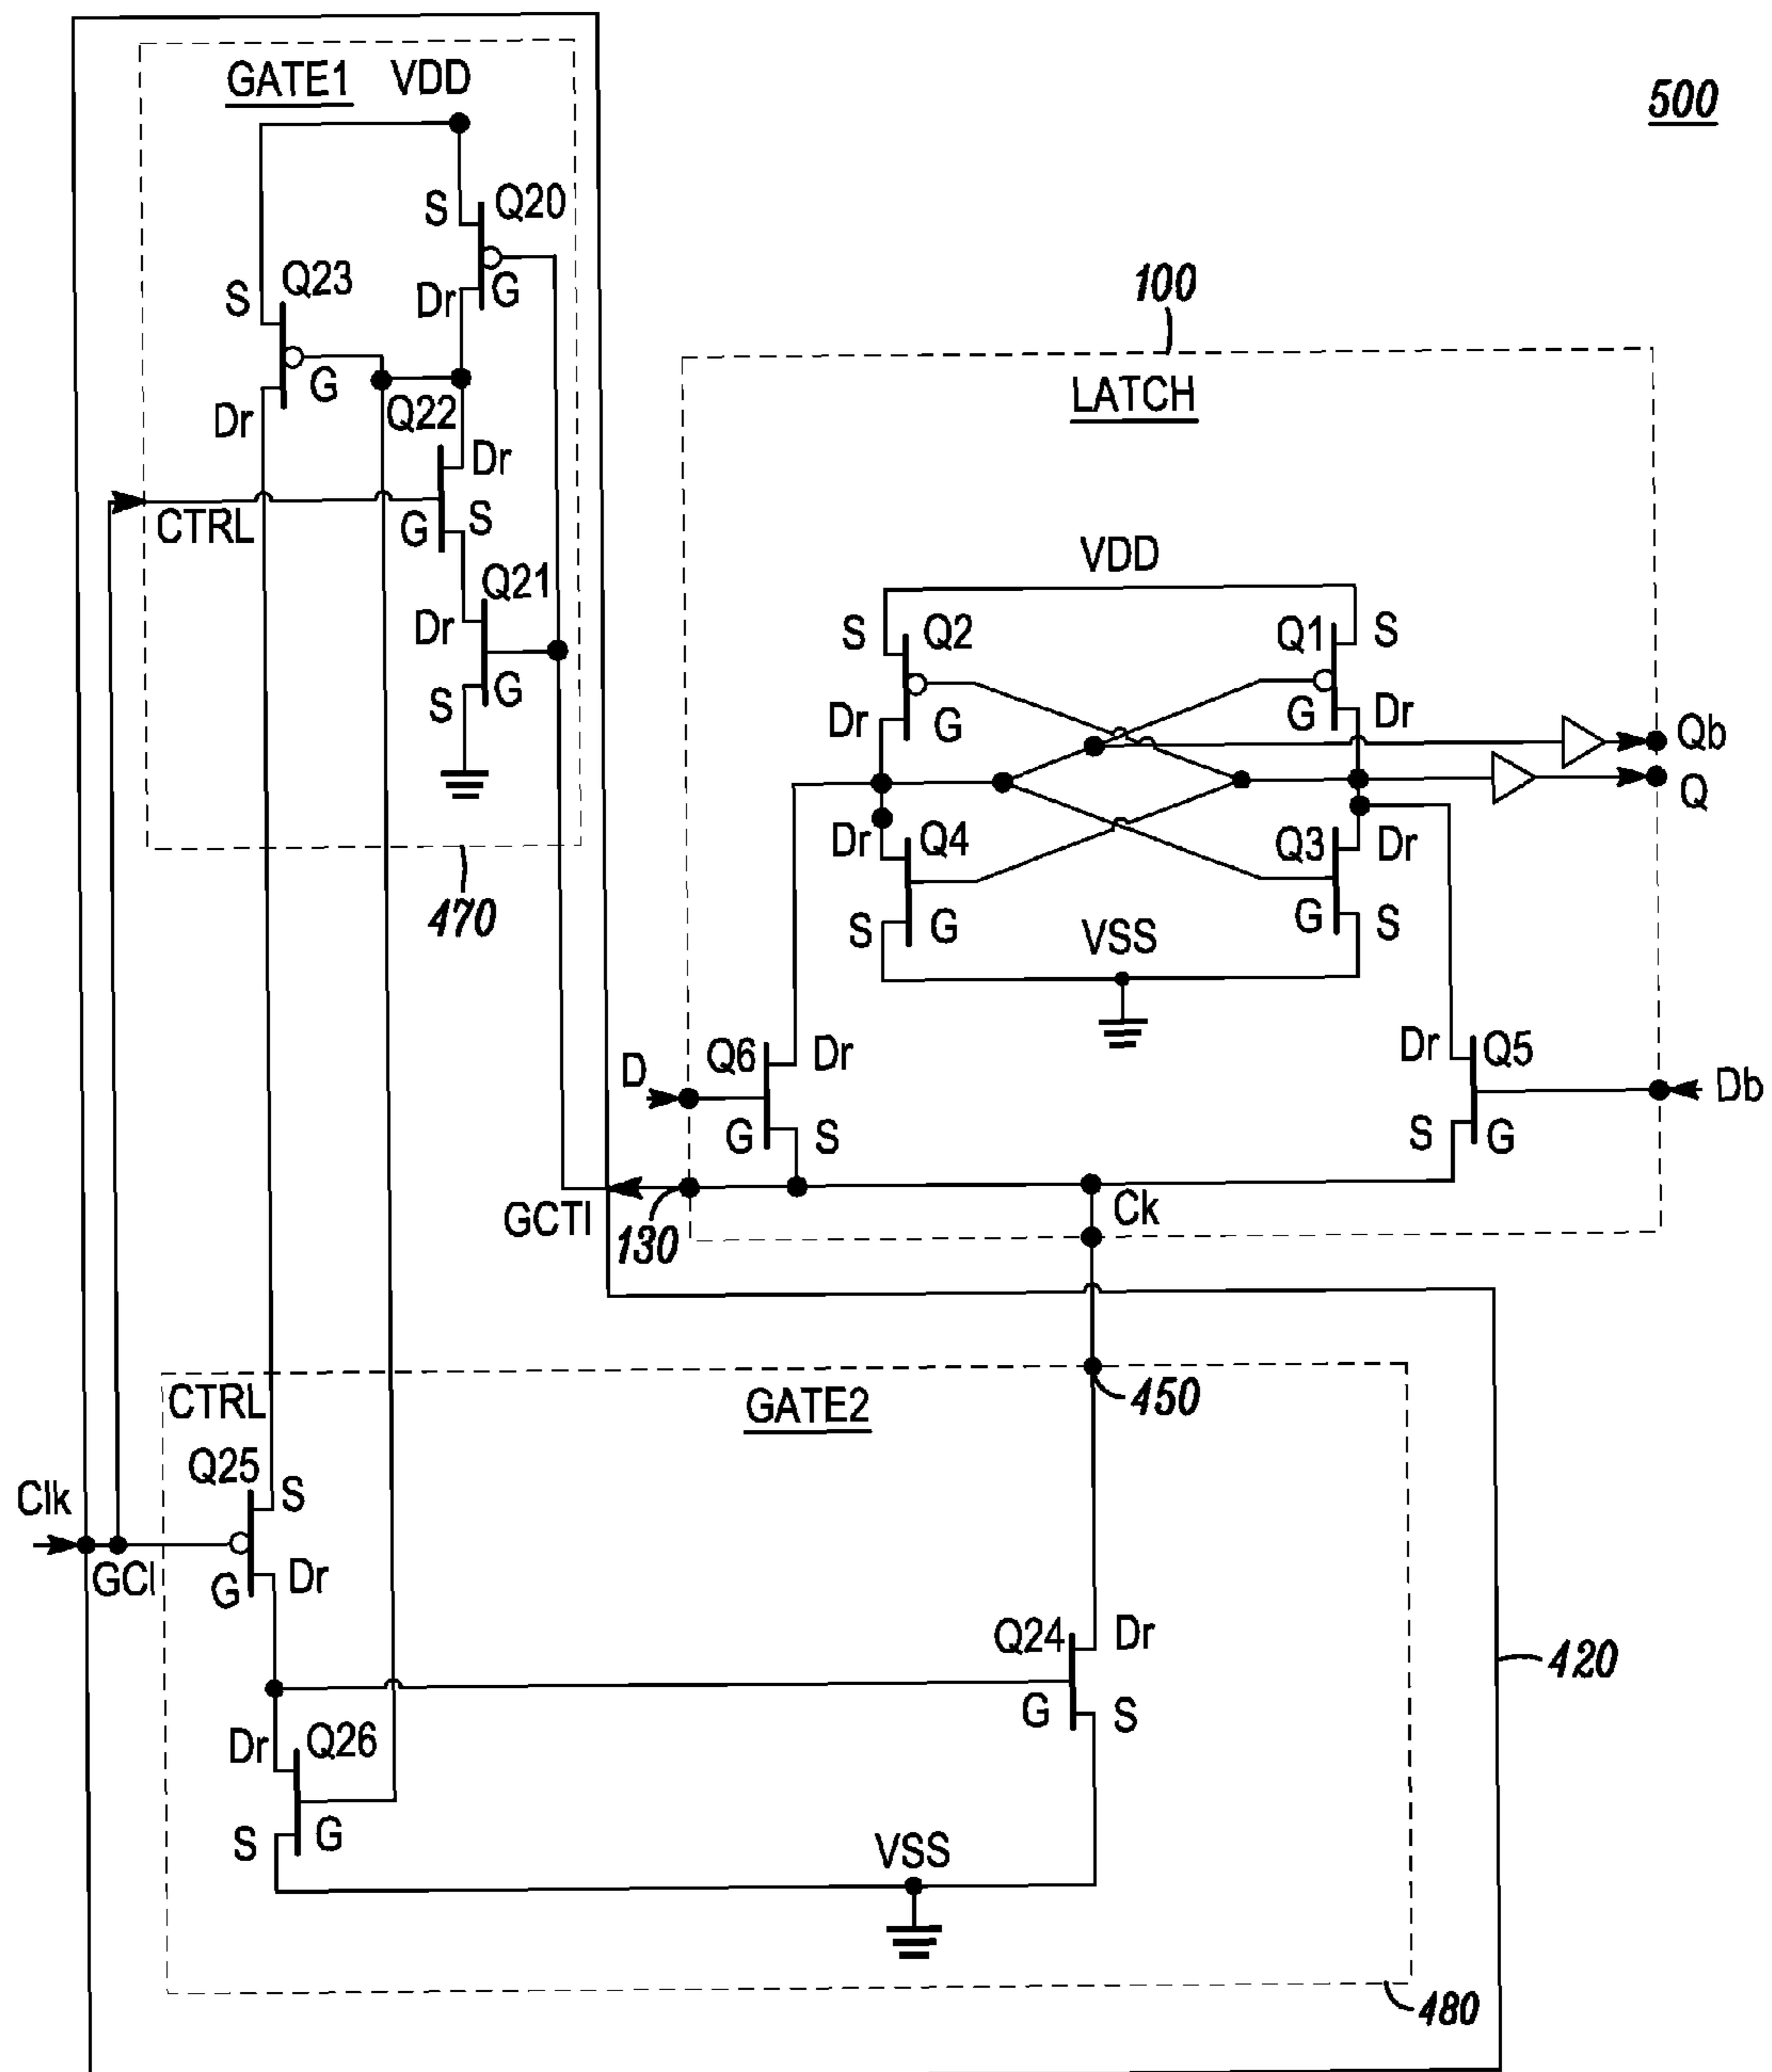 GATE1 VDD
500
S Q20
S Q23
Dr G
G
Dr
Q22
Dr
CTRL
G S
Q21
Dr
S G
470
100
LATCH
VDD
S Q2
Q1 S
Dr G
G Dr
Qb
Q
Dr Q4
Q3 Dr
S G
VSS
G S
Q6 Dr
D
G S
Dr Q5
Db
S G
GCTI 130
Ck
CTRL
GATE2
450
Q25
S
Clk
GCI
G Dr
Q24 Dr
G S
420
Dr Q26
S G
VSS
480